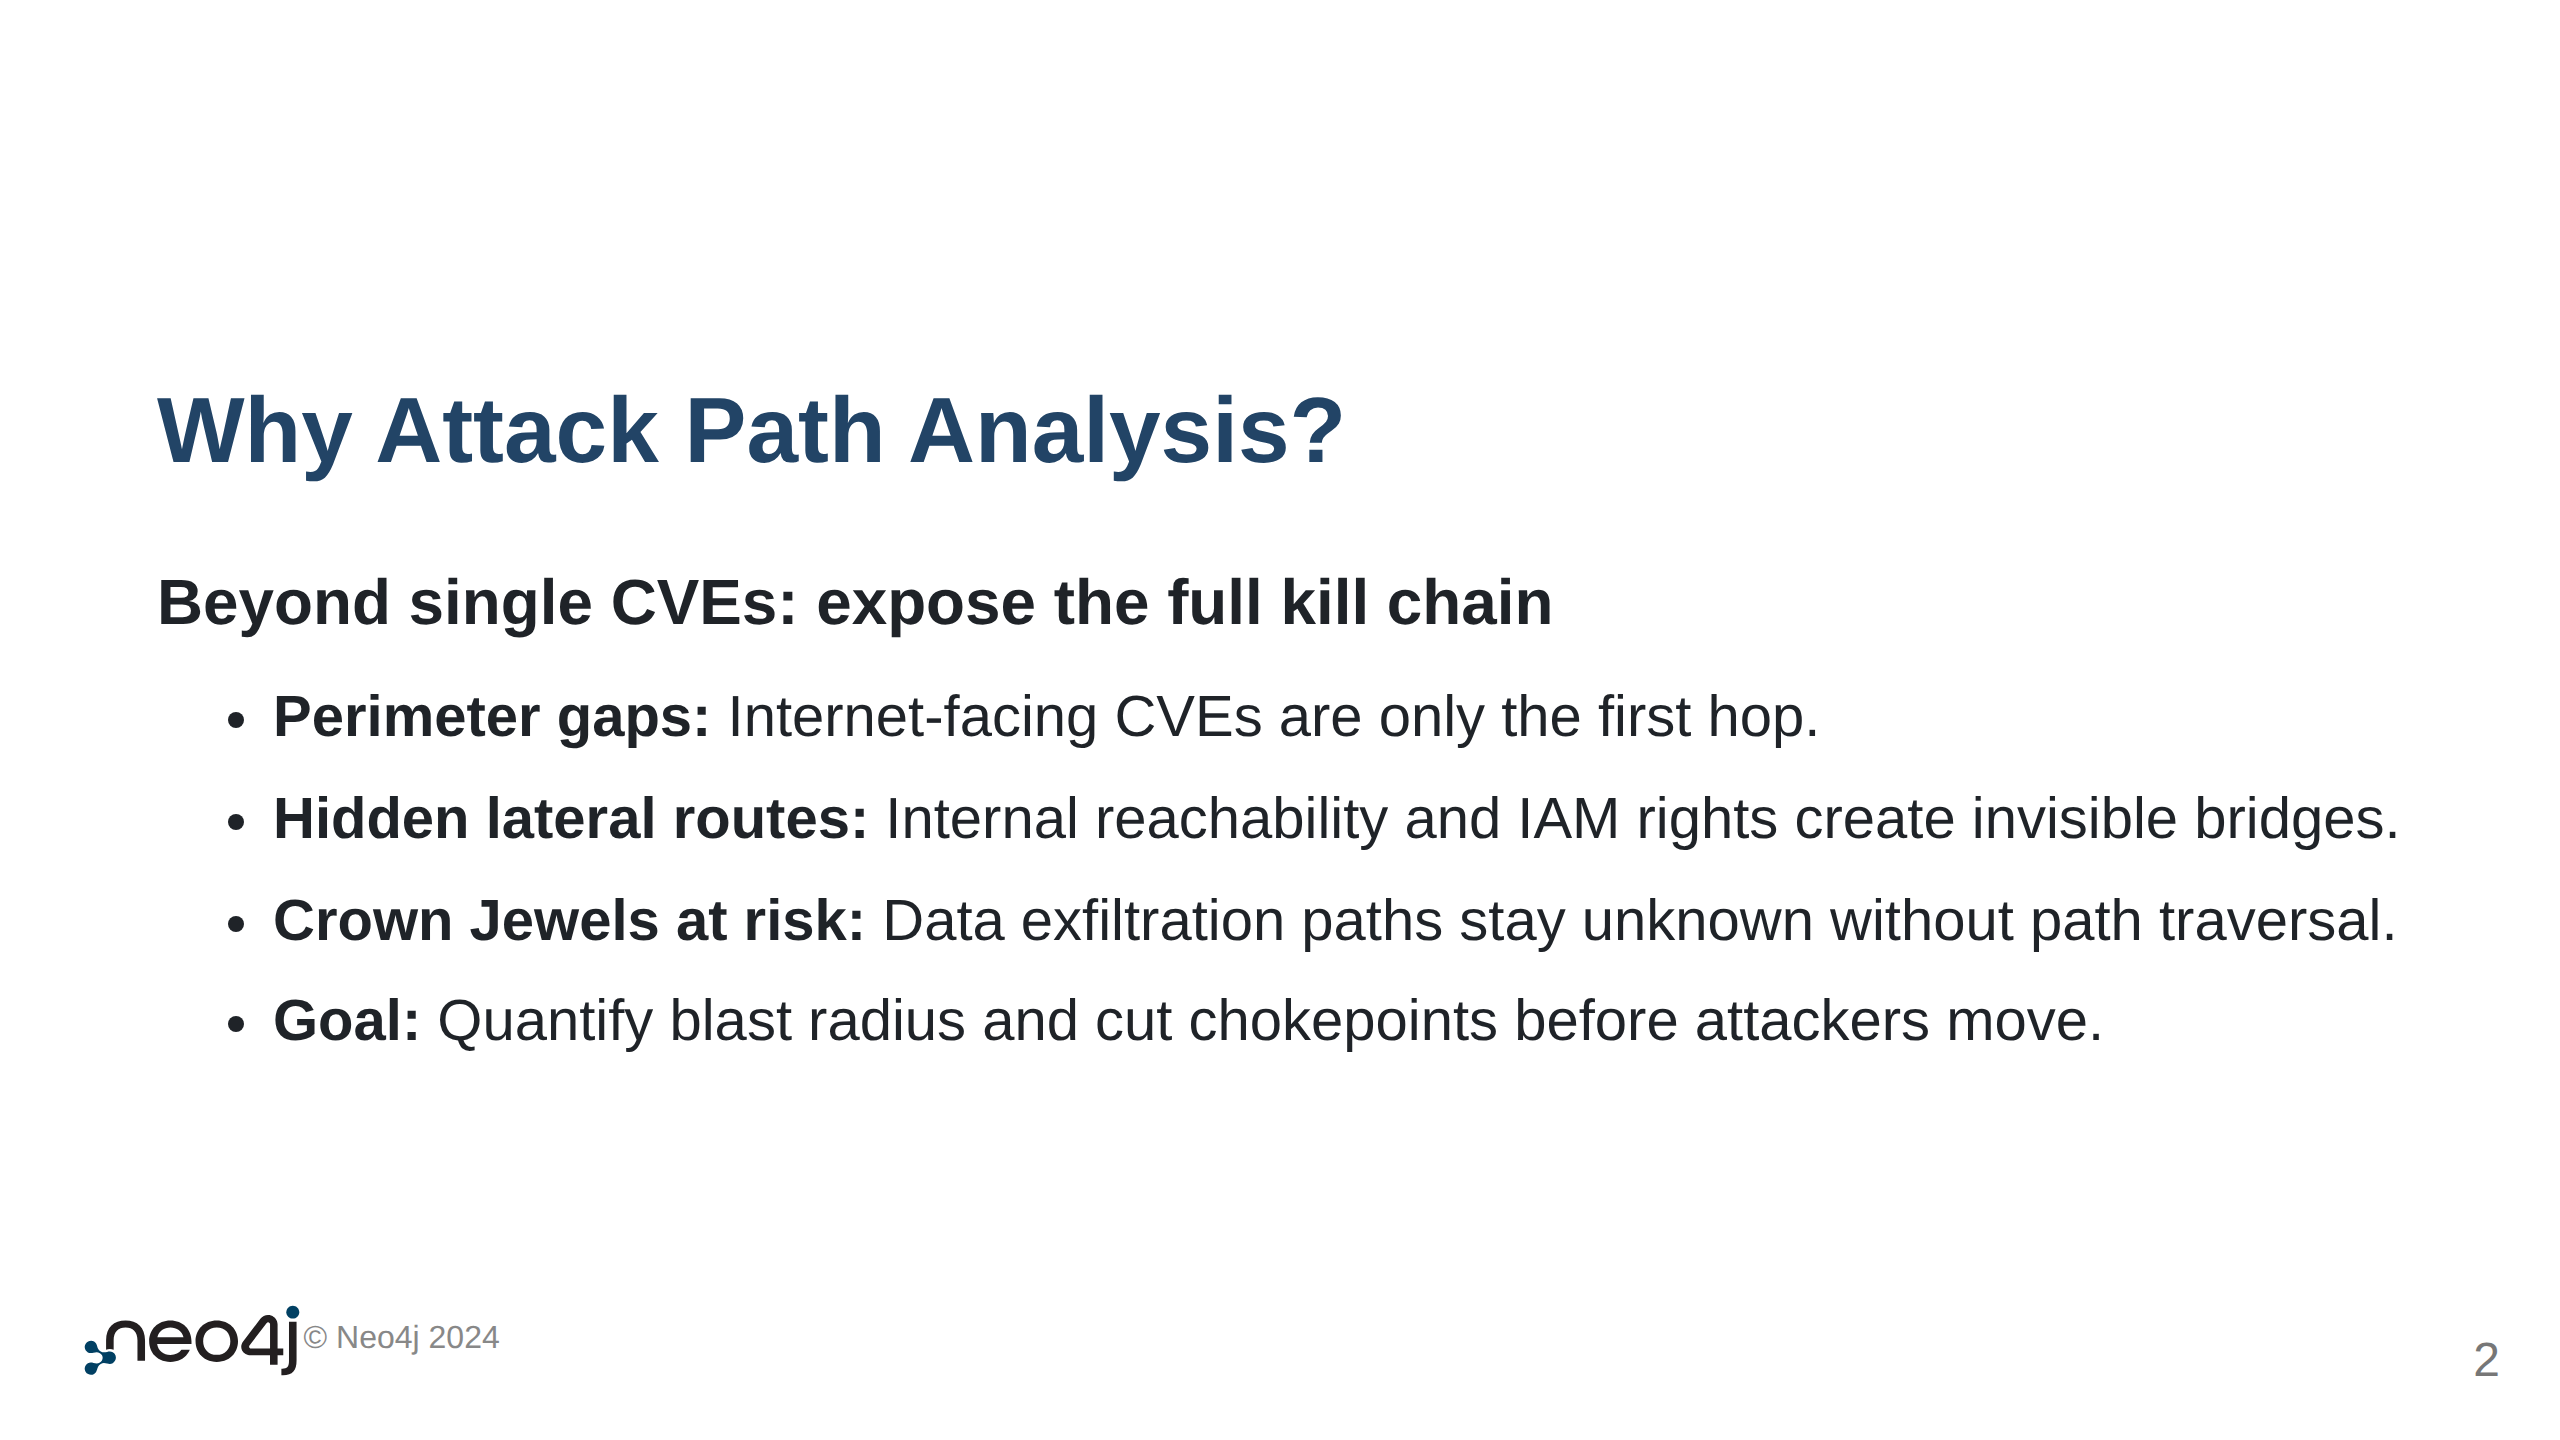 Why Attack Path Analysis?
Beyond single CVEs: expose the full kill chain
• Perimeter gaps: Internet-facing CVEs are only the first hop.
• Hidden lateral routes: Internal reachability and IAM rights create invisible bridges.
• Crown Jewels at risk: Data exfiltration paths stay unknown without path traversal.
• Goal: Quantify blast radius and cut chokepoints before attackers move.
neo4j © Neo4j 2024
2